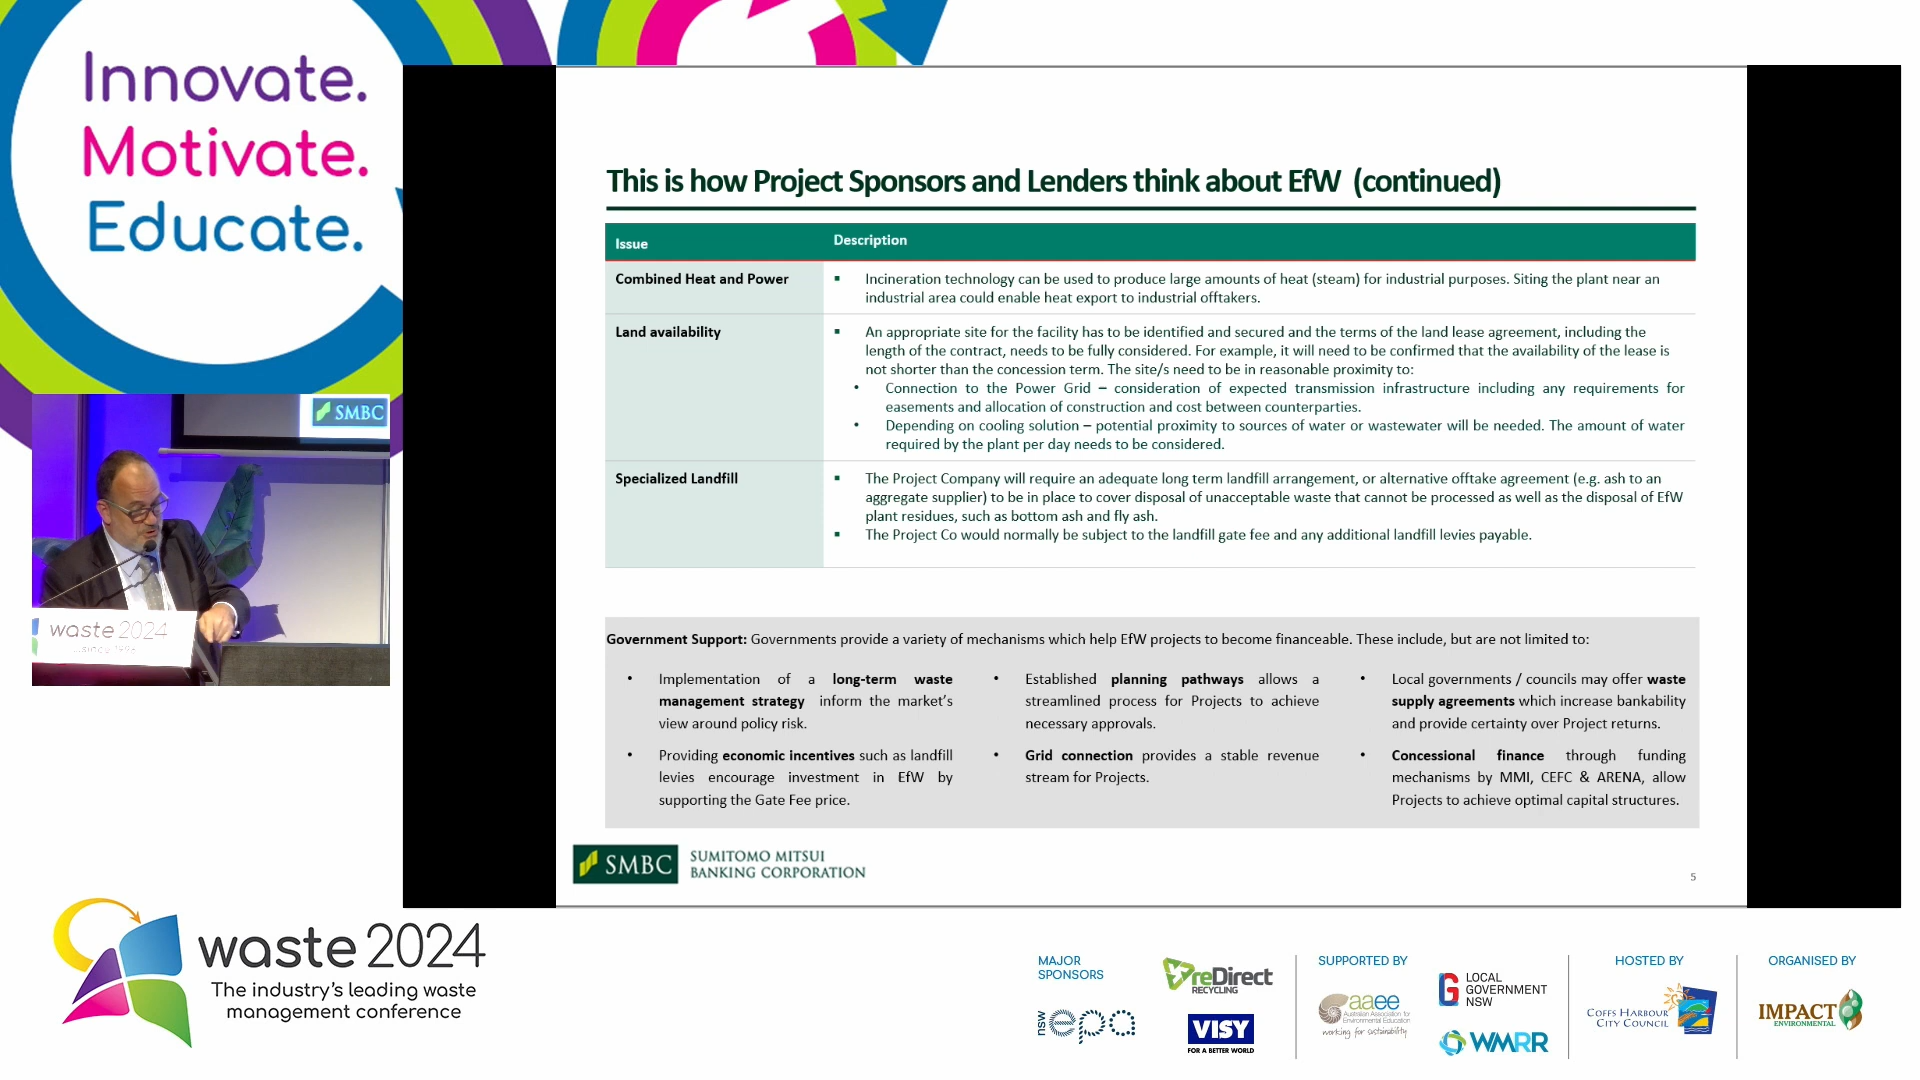 Innovate.
Motivate.
Educate.
This is how Project Sponsors and Lenders think about EfW (continued)
Issue
Description
Combined Heat and Power
▪ Incineration technology can be used to produce large amounts of heat (steam) for industrial purposes. Siting the plant near an
industrial area could enable heat export to industrial offtakers.
Land availability
▪ An appropriate site for the facility has to be identified and secured and the terms of the land lease agreement, including the
length of the contract, needs to be fully considered. For example, it will need to be confirmed that the availability of the lease is
not shorter than the concession term. The site/s need to be in reasonable proximity to:
• Connection to the Power Grid – consideration of expected transmission infrastructure including any requirements for
easements and allocation of construction and cost between counterparties.
• Depending on cooling solution – potential proximity to sources of water or wastewater will be needed. The amount of water
required by the plant per day needs to be considered.
Specialized Landfill
▪ The Project Company will require an adequate long term landfill arrangement, or alternative offtake agreement (e.g. ash to an
aggregate supplier) to be in place to cover disposal of unacceptable waste that cannot be processed as well as the disposal of EfW
plant residues, such as bottom ash and fly ash.
▪ The Project Co would normally be subject to the landfill gate fee and any additional landfill levies payable.
Government Support: Governments provide a variety of mechanisms which help EfW projects to become financeable. These include, but are not limited to:
• Implementation of a long-term waste
management strategy inform the market's
view around policy risk.
• Providing economic incentives such as landfill
levies encourage investment in EfW by
supporting the Gate Fee price.
• Established planning pathways allows a
streamlined process for Projects to achieve
necessary approvals.
• Grid connection provides a stable revenue
stream for Projects.
• Local governments / councils may offer waste
supply agreements which increase bankability
and provide certainty over Project returns.
• Concessional finance through funding
mechanisms by MMI, CEFC & ARENA, allow
Projects to achieve optimal capital structures.
SMBC
SUMITOMO MITSUI
BANKING CORPORATION
5
SMBC
waste 2024
waste 2024
The industry's leading waste
management conference
MAJOR
SPONSORS
nsw epa
reDirect
RECYCLING
VISY
FOR A BETTER WORLD
SUPPORTED BY
aaee
Australian Association for
Environmental Education
working for sustainability
LG
LOCAL
GOVERNMENT
NSW
WMRR
HOSTED BY
COFFS HARBOUR
CITY COUNCIL
ORGANISED BY
IMPACT
ENVIRONMENTAL